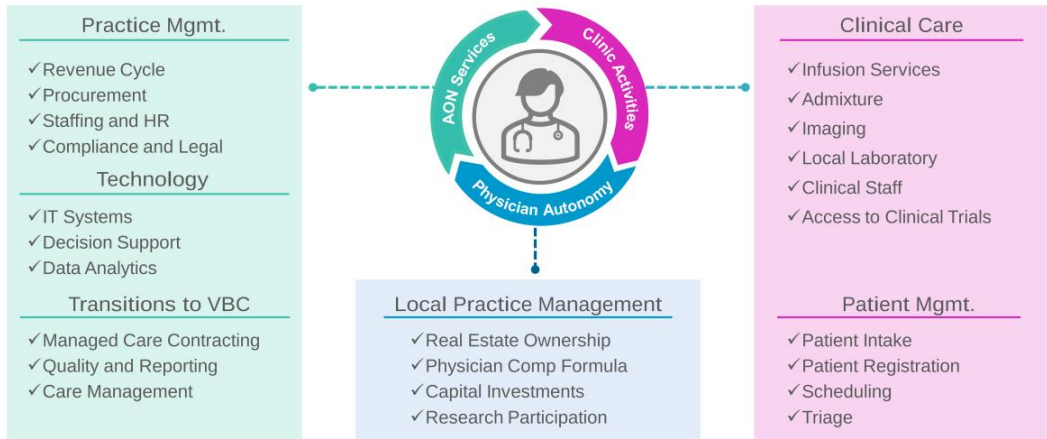 Practice Mgmt.
✓Revenue Cycle
✓Procurement
✓Staffing and HR
✓Compliance and Legal
Technology
✓IT Systems
✓Decision Support
✓Data Analytics
Transitions to VBC
✓Managed Care Contracting
✓Quality and Reporting
✓Care Management
AON Services
Clinic Activities
Physician Autonomy
Local Practice Management
✓Real Estate Ownership
✓Physician Comp Formula
✓Capital Investments
✓Research Participation
Clinical Care
✓Infusion Services
✓Admixture
✓Imaging
✓Local Laboratory
✓Clinical Staff
✓Access to Clinical Trials
Patient Mgmt.
✓Patient Intake
✓Patient Registration
✓Scheduling
✓Triage